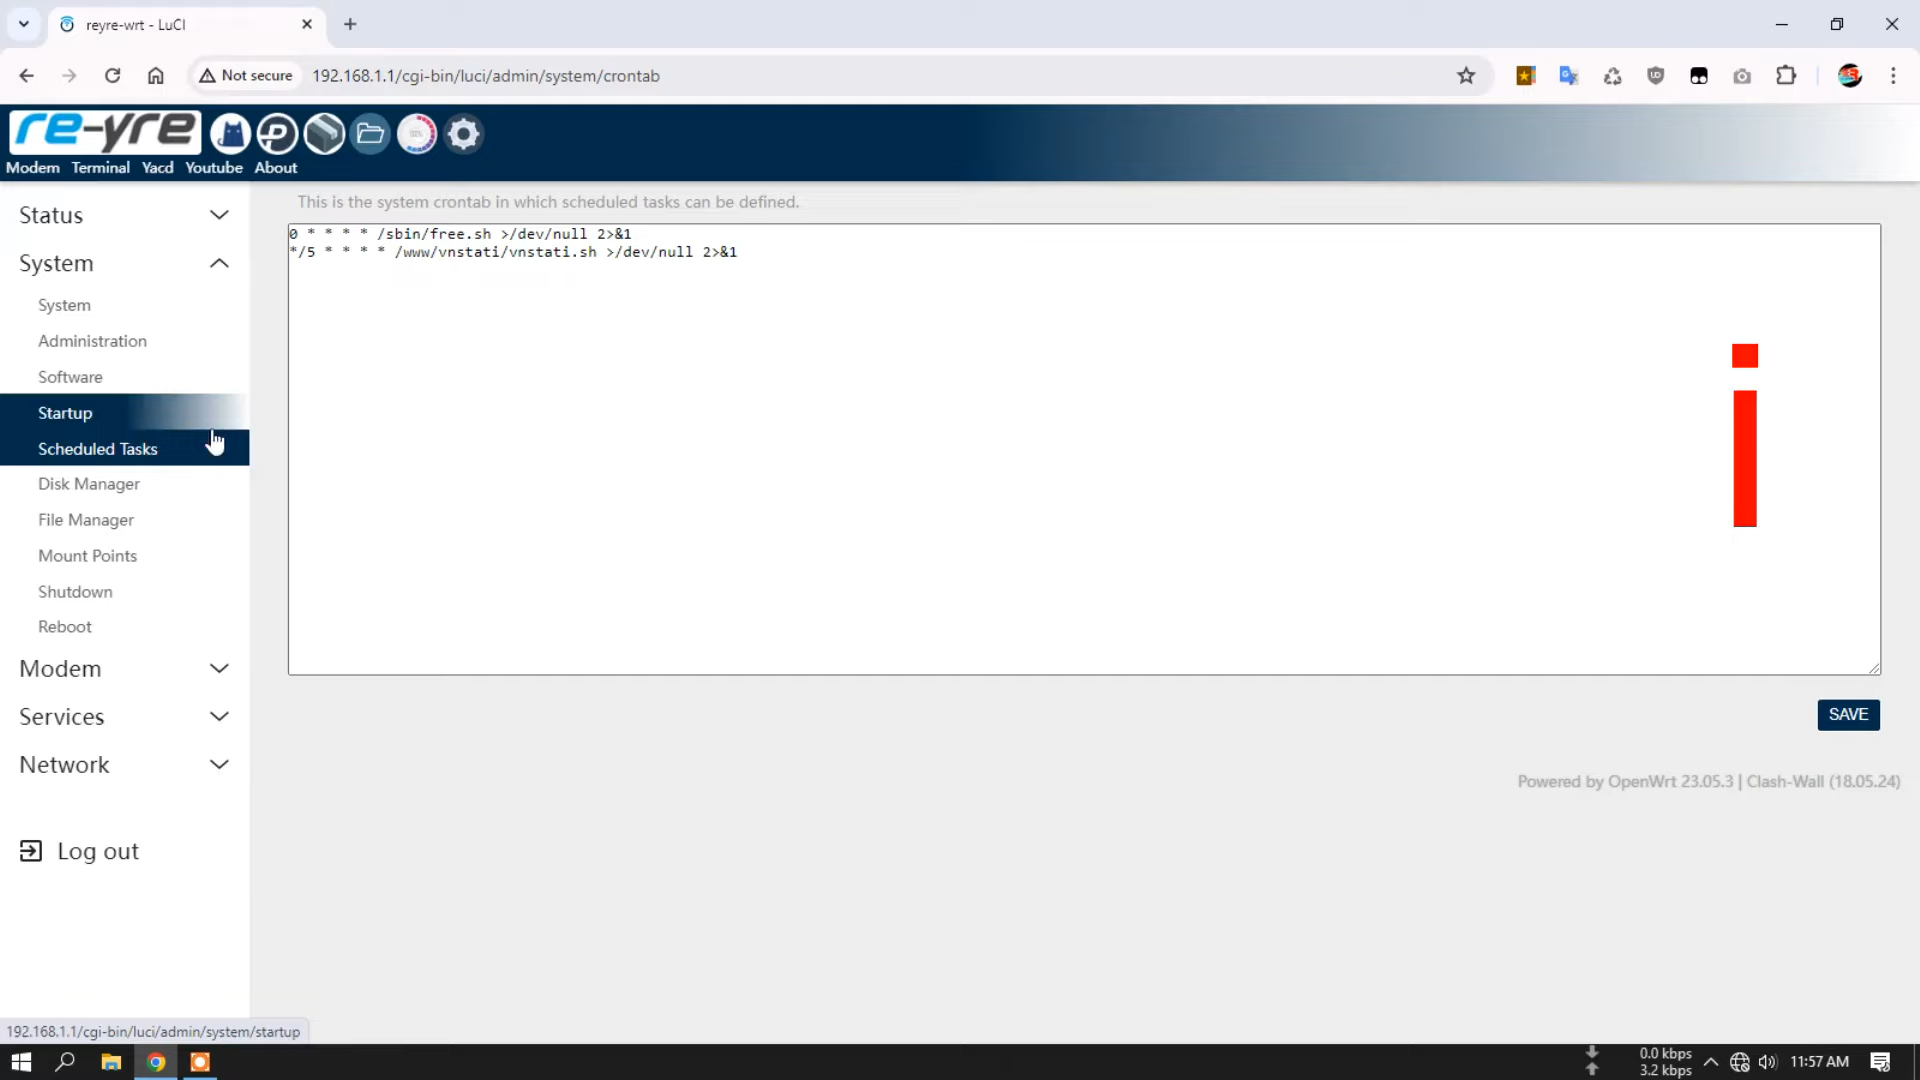 reyre-wrt - LuCI
Not secure
192.168.1.1/cgi-bin/luci/admin/system/crontab
re-yre
Modem Terminal Yacd Youtube About
Status
System
System
Administration
Software
Startup
Scheduled Tasks
Disk Manager
File Manager
Mount Points
Shutdown
Reboot
Modem
Services
Network
Log out
This is the system crontab in which scheduled tasks can be defined.
0 * * * * /sbin/free.sh >/dev/null 2>&1
*/5 * * * * /www/vnstati/vnstati.sh >/dev/null 2>&1
SAVE
Powered by OpenWrt 23.05.3 | Clash-Wall (18.05.24)
192.168.1.1/cgi-bin/luci/admin/system/startup
0.0 kbps
3.2 kbps
11:57 AM